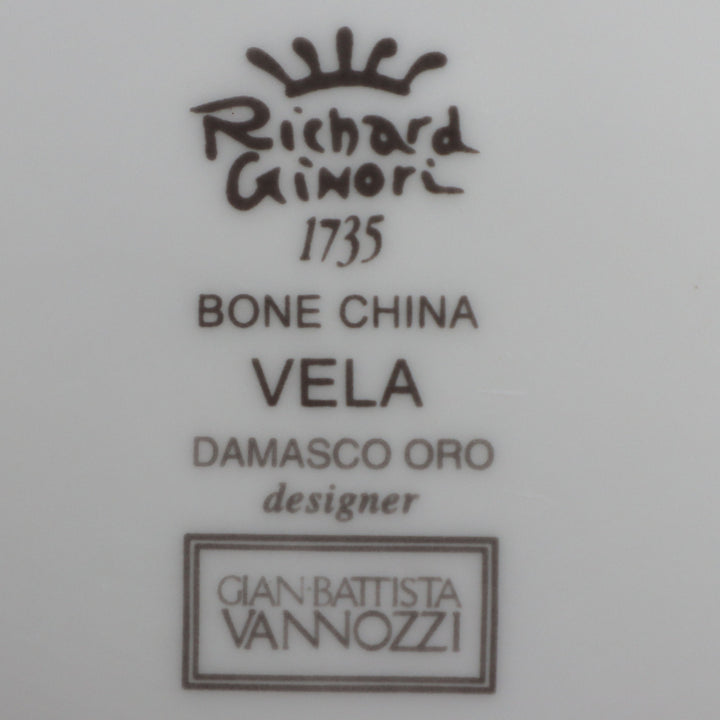 Richard
Ginori
1735
BONE CHINA
VELA
DAMASCO ORO
designer
GIAN·BATTISTA
VANNOZZI